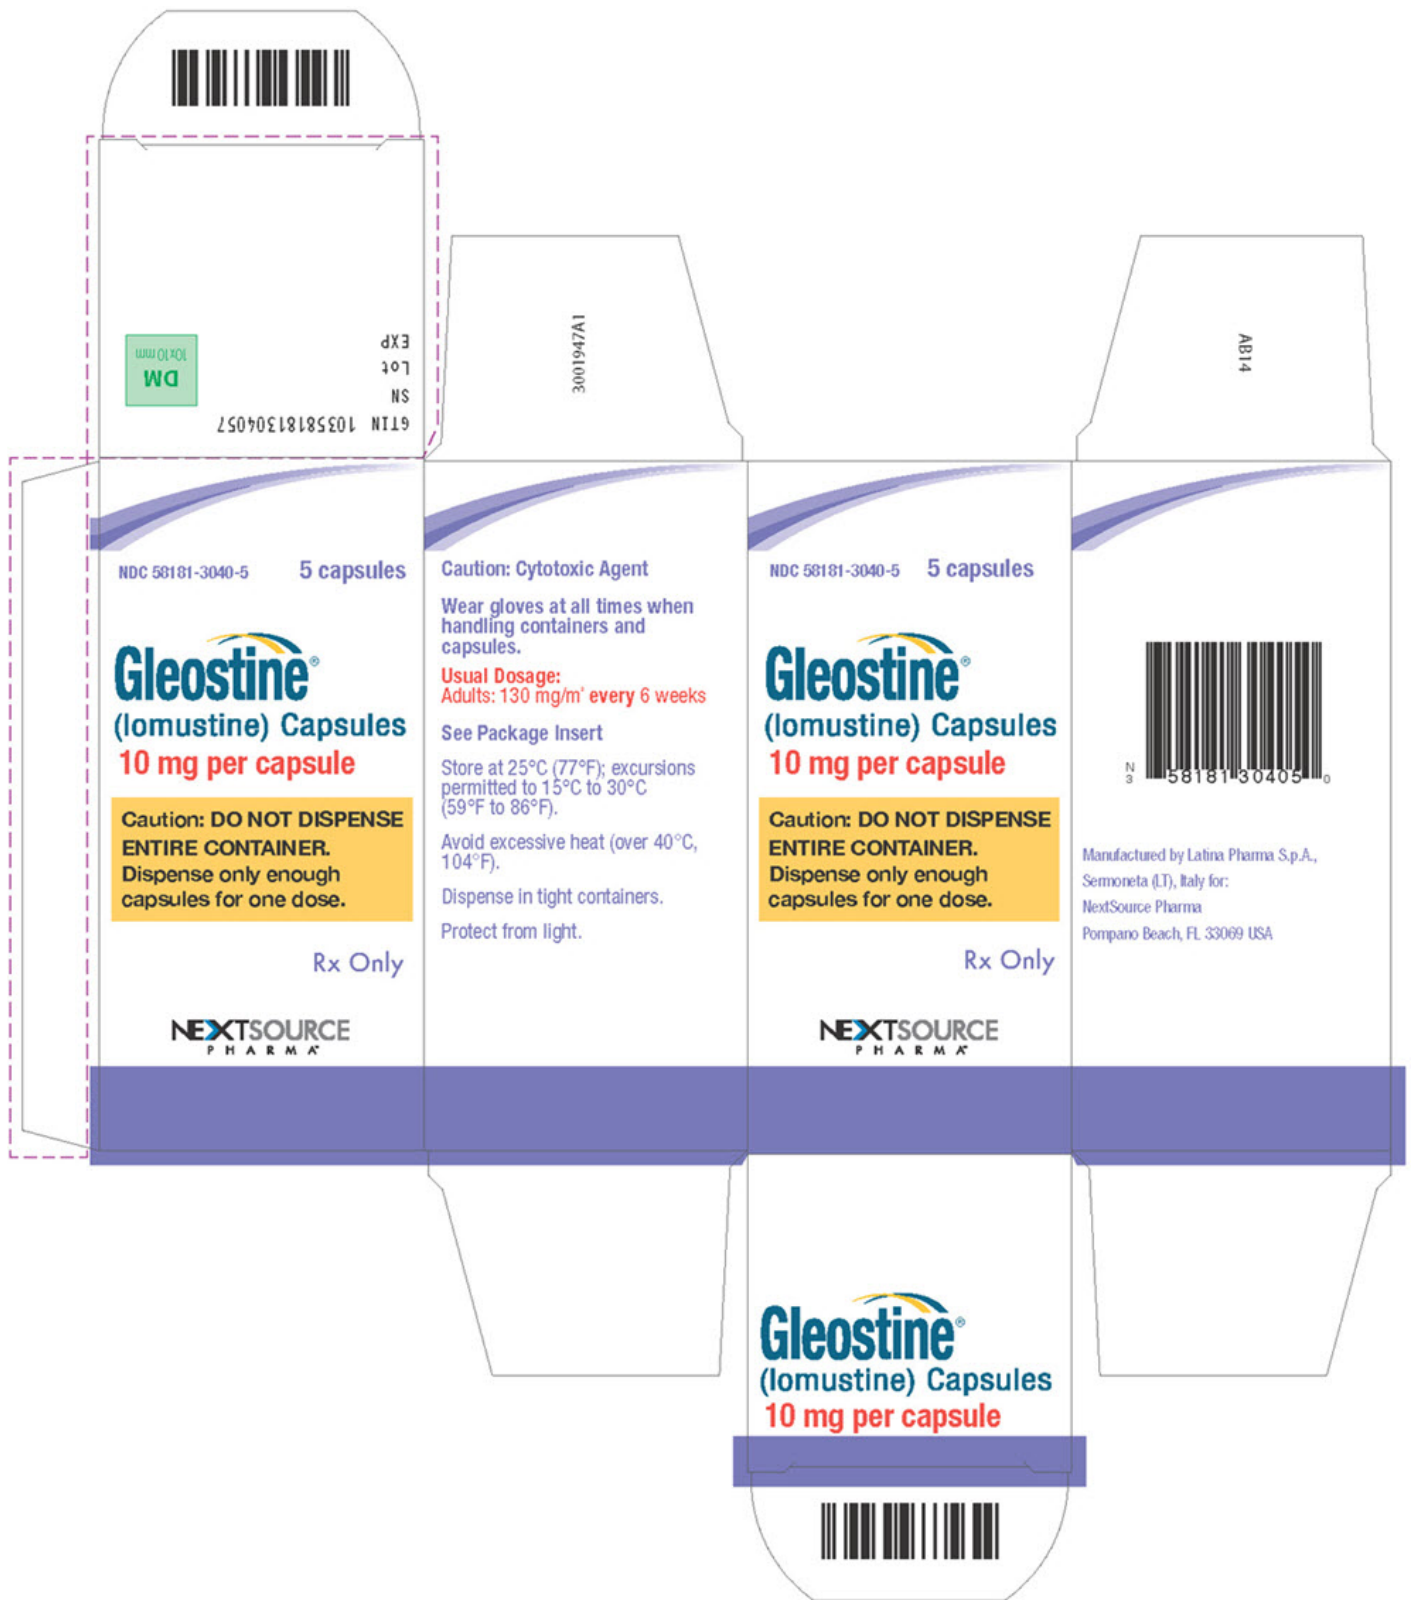 EXP
Lot
SN
GTIN 10358181304057
DM
10x10 mm
3001947A1
AB14
NDC 58181-3040-5 5 capsules
Gleostine®
(lomustine) Capsules
10 mg per capsule
Caution: DO NOT DISPENSE
ENTIRE CONTAINER.
Dispense only enough
capsules for one dose.
Rx Only
NEXTSOURCE
PHARMA
Caution: Cytotoxic Agent
Wear gloves at all times when
handling containers and
capsules.
Usual Dosage:
Adults: 130 mg/m² every 6 weeks
See Package Insert
Store at 25°C (77°F); excursions
permitted to 15°C to 30°C
(59°F to 86°F).
Avoid excessive heat (over 40°C,
104°F).
Dispense in tight containers.
Protect from light.
NDC 58181-3040-5 5 capsules
Gleostine®
(lomustine) Capsules
10 mg per capsule
Caution: DO NOT DISPENSE
ENTIRE CONTAINER.
Dispense only enough
capsules for one dose.
Rx Only
NEXTSOURCE
PHARMA
N
3 58181 30405 0
Manufactured by Latina Pharma S.p.A.,
Sermoneta (LT), Italy for:
NextSource Pharma
Pompano Beach, FL 33069 USA
Gleostine®
(lomustine) Capsules
10 mg per capsule